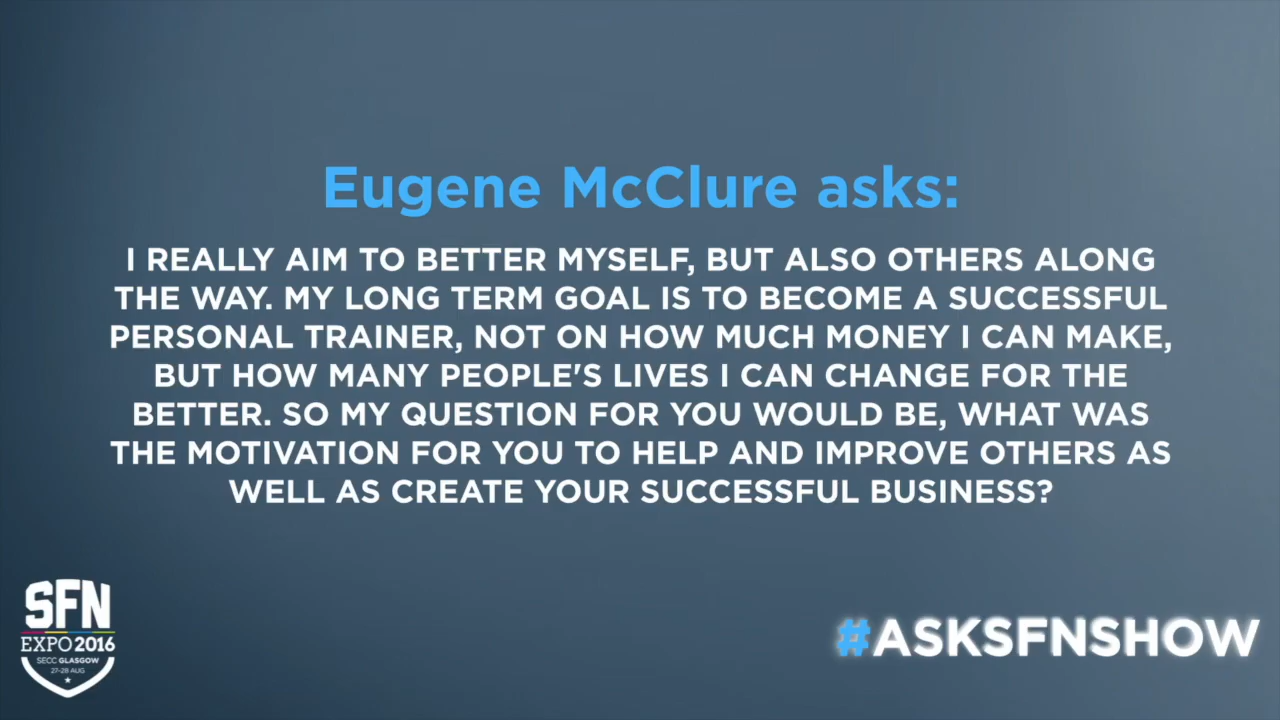 Eugene McClure asks:
I REALLY AIM TO BETTER MYSELF, BUT ALSO OTHERS ALONG
THE WAY. MY LONG TERM GOAL IS TO BECOME A SUCCESSFUL
PERSONAL TRAINER, NOT ON HOW MUCH MONEY I CAN MAKE,
BUT HOW MANY PEOPLE'S LIVES I CAN CHANGE FOR THE
BETTER. SO MY QUESTION FOR YOU WOULD BE, WHAT WAS
THE MOTIVATION FOR YOU TO HELP AND IMPROVE OTHERS AS
WELL AS CREATE YOUR SUCCESSFUL BUSINESS?
SFN
EXPO 2016
SECC GLASGOW
27-28 AUG
#ASKSFNSHOW